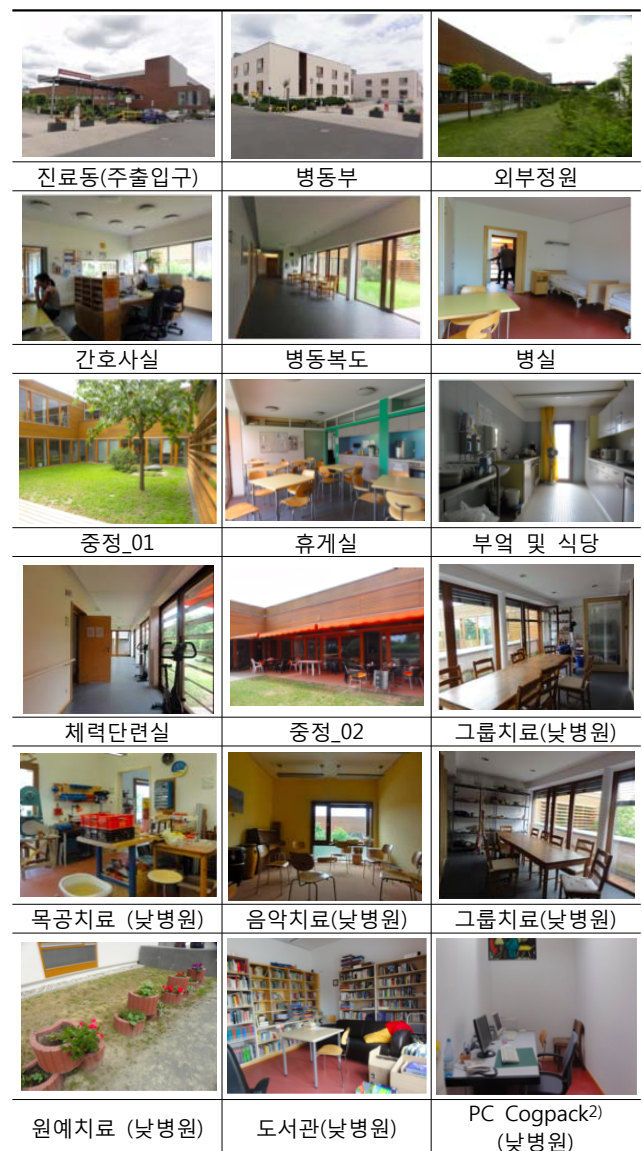 진료동(주출입구) 병동부 외부정원
간호사실 병동복도 병실
중정_01 휴게실 부엌 및 식당
체력단련실 중정_02 그룹치료(낮병원)
목공치료 (낮병원) 음악치료(낮병원) 그룹치료(낮병원)
원예치료 (낮병원) 도서관(낮병원) PC Cogpack2)
(낮병원)